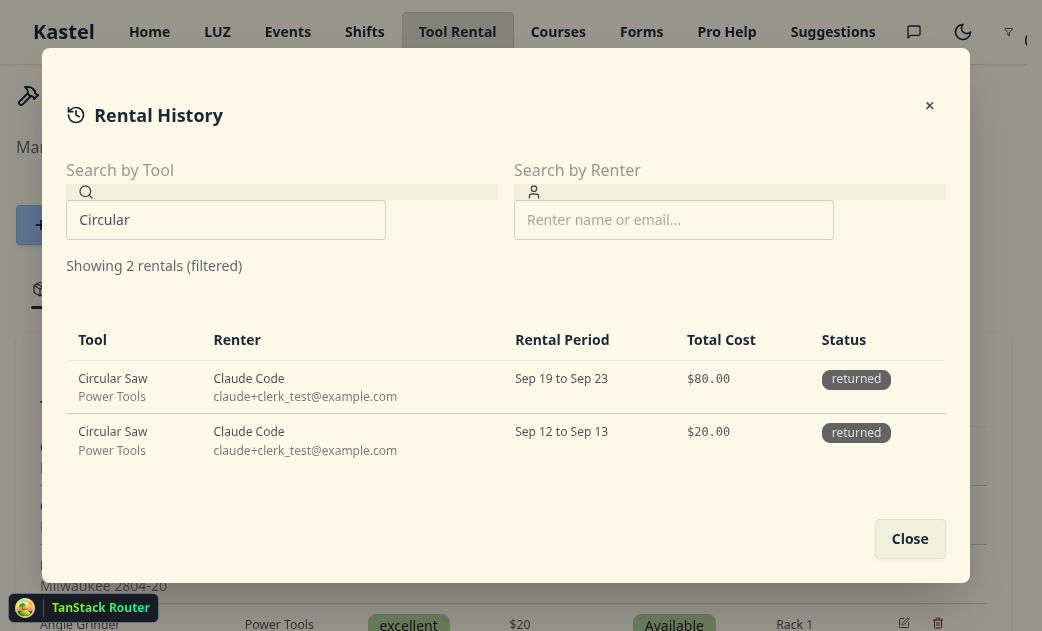 Kastel Home LUZ Events Shifts Tool Rental Courses Forms Pro Help Suggestions
Rental History
×
Search by Tool Search by Renter
Circular Renter name or email...
Showing 2 rentals (filtered)
Tool Renter Rental Period Total Cost Status
Circular Saw Claude Code Sep 19 to Sep 23 $80.00 returned
Power Tools claude+clerk_test@example.com
Circular Saw Claude Code Sep 12 to Sep 13 $20.00 returned
Power Tools claude+clerk_test@example.com
Close
Milwaukee 2804-20
TanStack Router
Angle Grinder Power Tools excellent $20 Available Rack 1